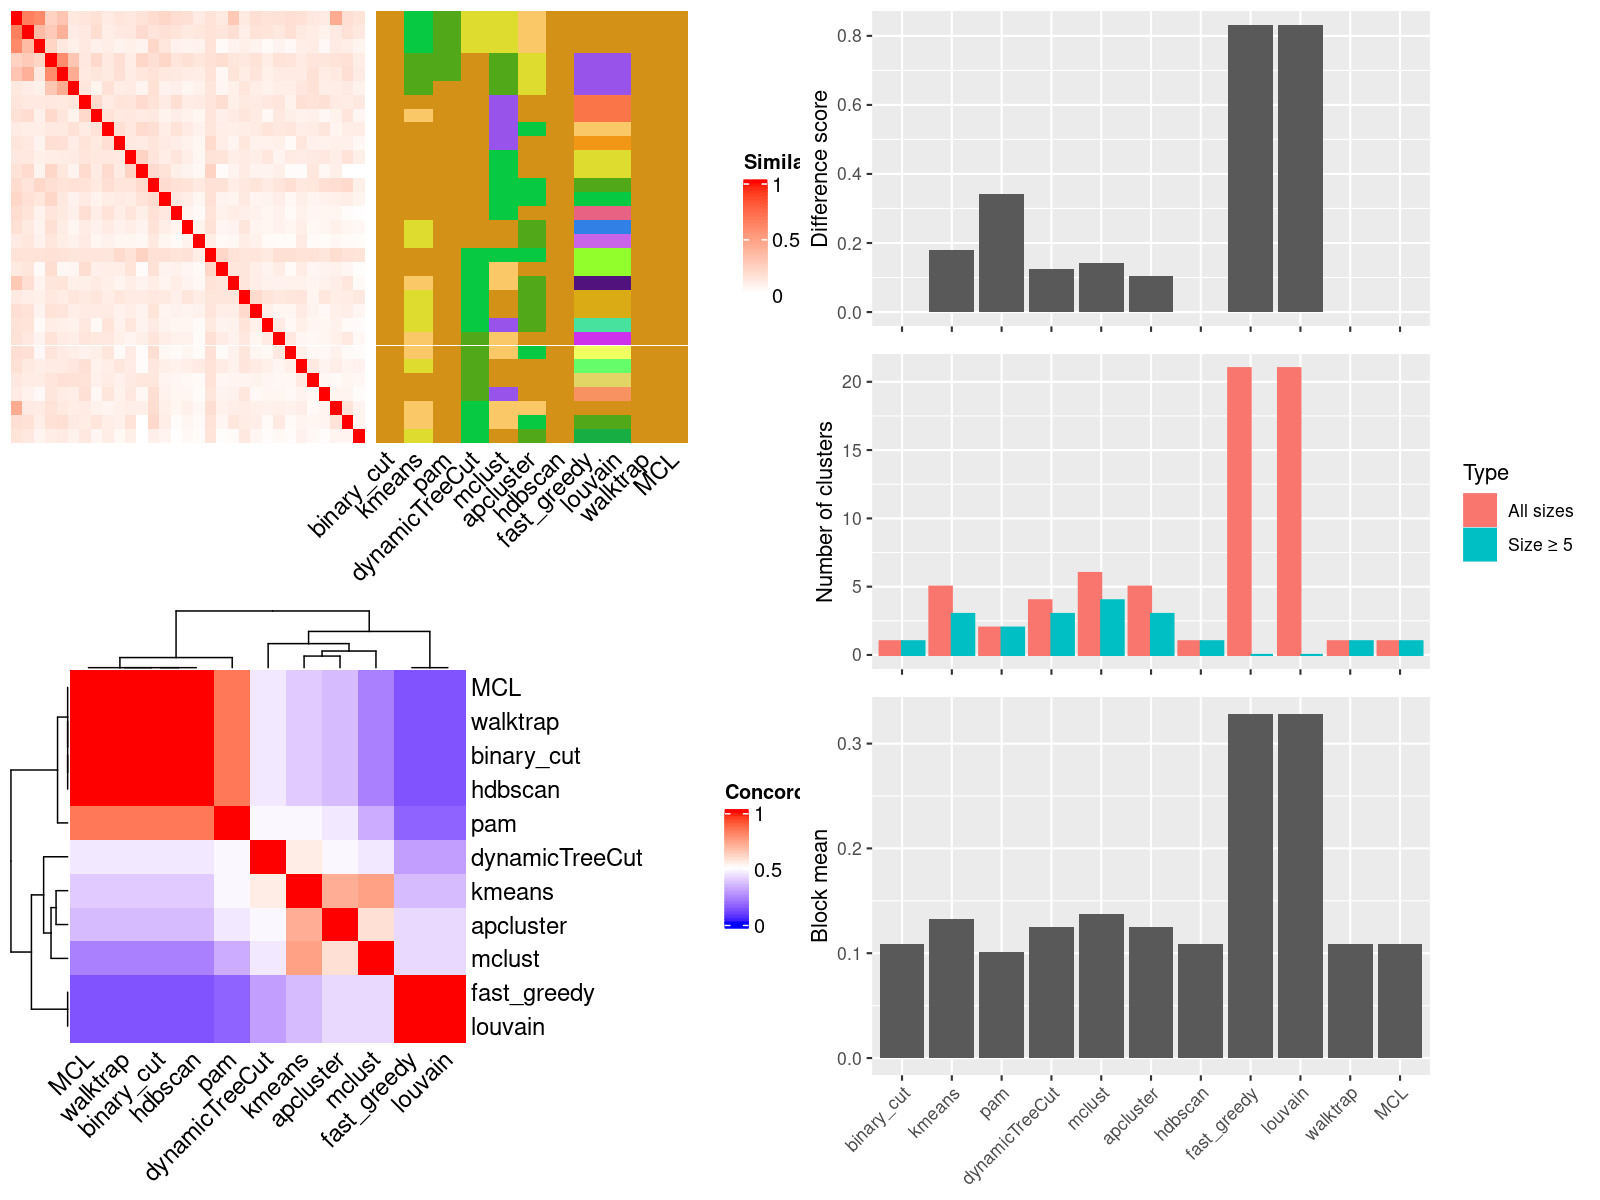 Simila
1
0.5
0
binary_cut
kmeans
pam
dynamicTreeCut
mclust
apcluster
hdbscan
fast_greedy
louvain
walktrap
MCL
MCL
walktrap
binary_cut
hdbscan
pam
dynamicTreeCut
kmeans
apcluster
mclust
fast_greedy
louvain
MCL
walktrap
binary_cut
hdbscan
pam
dynamicTreeCut
kmeans
apcluster
mclust
fast_greedy
louvain
Concord
1
0.5
0
Difference score
0.8
0.6
0.4
0.2
0.0
Number of clusters
20
15
10
5
0
Type
All sizes
Size ≥ 5
Block mean
0.3
0.2
0.1
0.0
binary_cut
kmeans
pam
dynamicTreeCut
mclust
apcluster
hdbscan
fast_greedy
louvain
walktrap
MCL